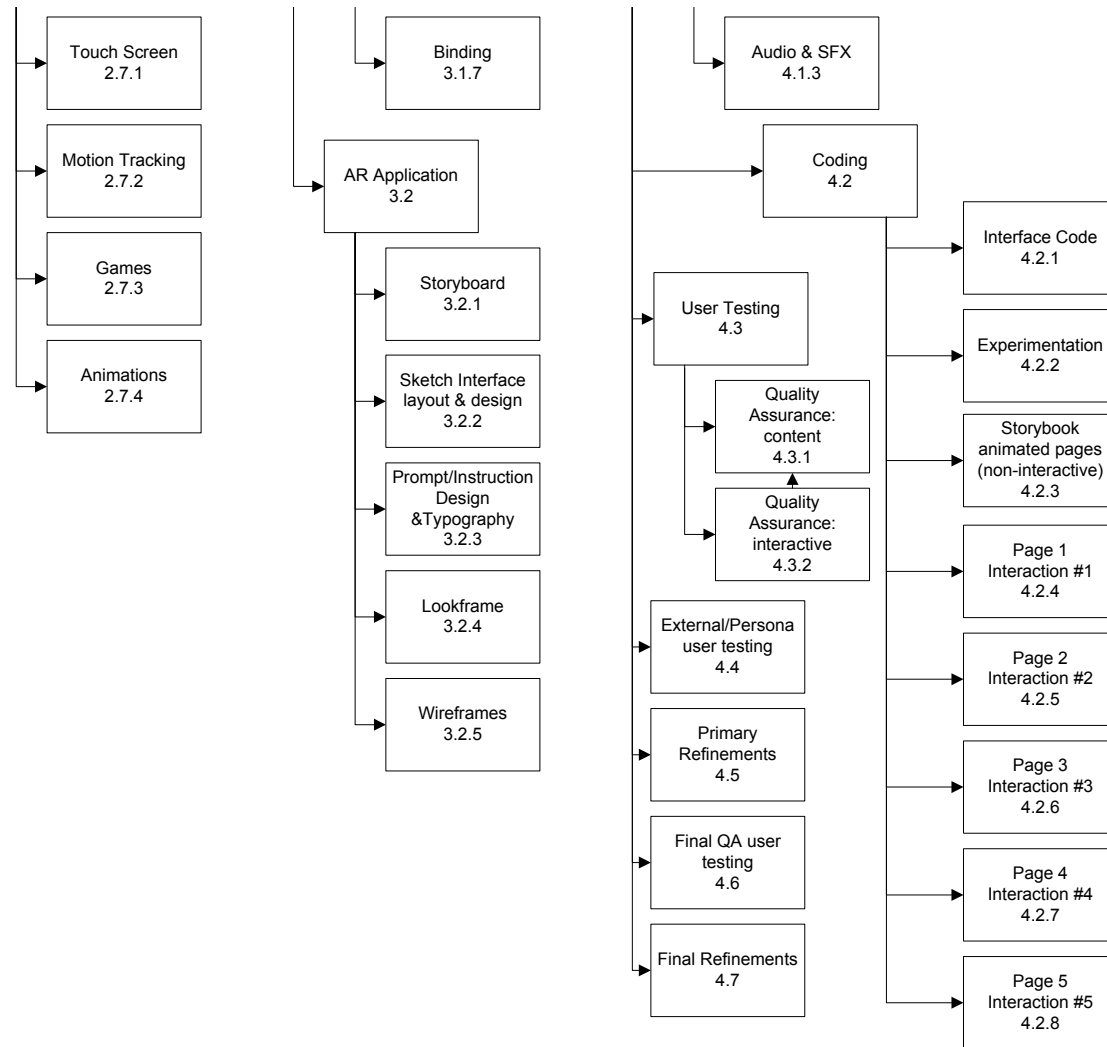 Touch Screen
2.7.1
Motion Tracking
2.7.2
Games
2.7.3
Animations
2.7.4
Binding
3.1.7
AR Application
3.2
Storyboard
3.2.1
Sketch Interface
layout & design
3.2.2
Prompt/Instruction
Design
&Typography
3.2.3
Lookframe
3.2.4
Wireframes
3.2.5
Audio & SFX
4.1.3
Coding
4.2
Interface Code
4.2.1
Experimentation
4.2.2
Storybook
animated pages
(non-interactive)
4.2.3
Page 1
Interaction #1
4.2.4
Page 2
Interaction #2
4.2.5
Page 3
Interaction #3
4.2.6
Page 4
Interaction #4
4.2.7
Page 5
Interaction #5
4.2.8
User Testing
4.3
Quality
Assurance:
content
4.3.1
Quality
Assurance:
interactive
4.3.2
External/Persona
user testing
4.4
Primary
Refinements
4.5
Final QA user
testing
4.6
Final Refinements
4.7